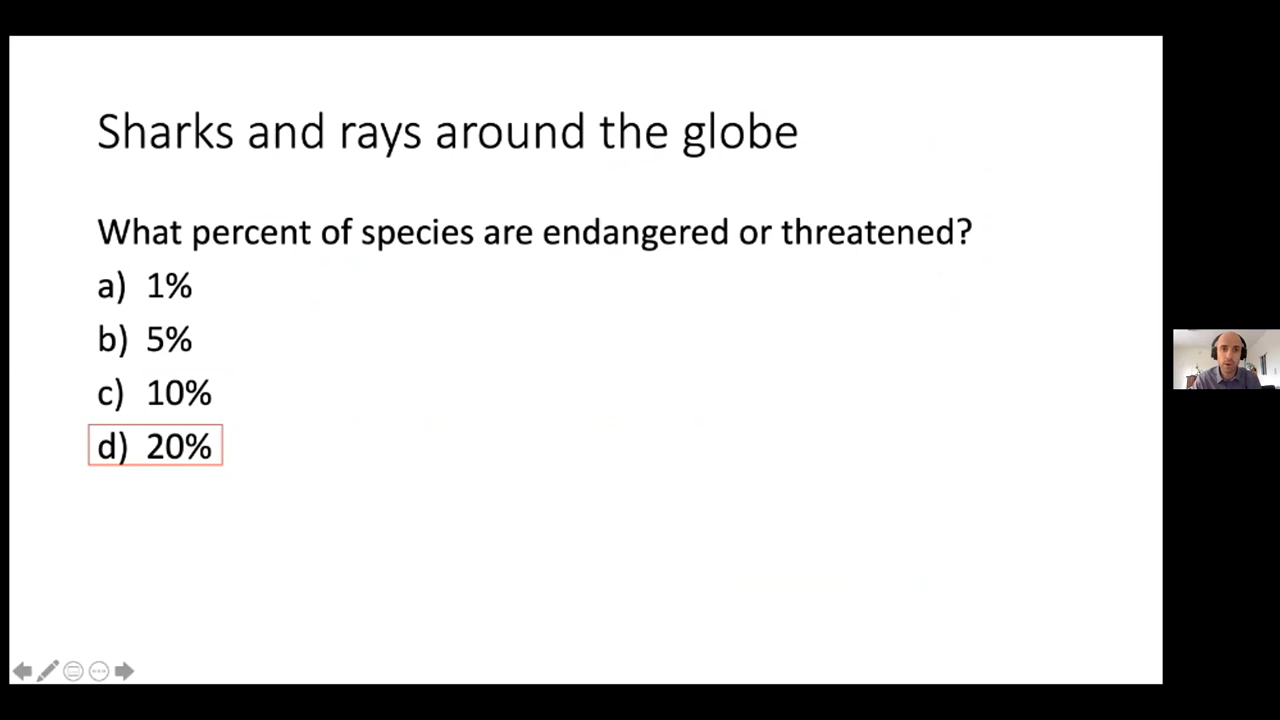 Sharks and rays around the globe
What percent of species are endangered or threatened?
a) 1%
b) 5%
c) 10%
d) 20%